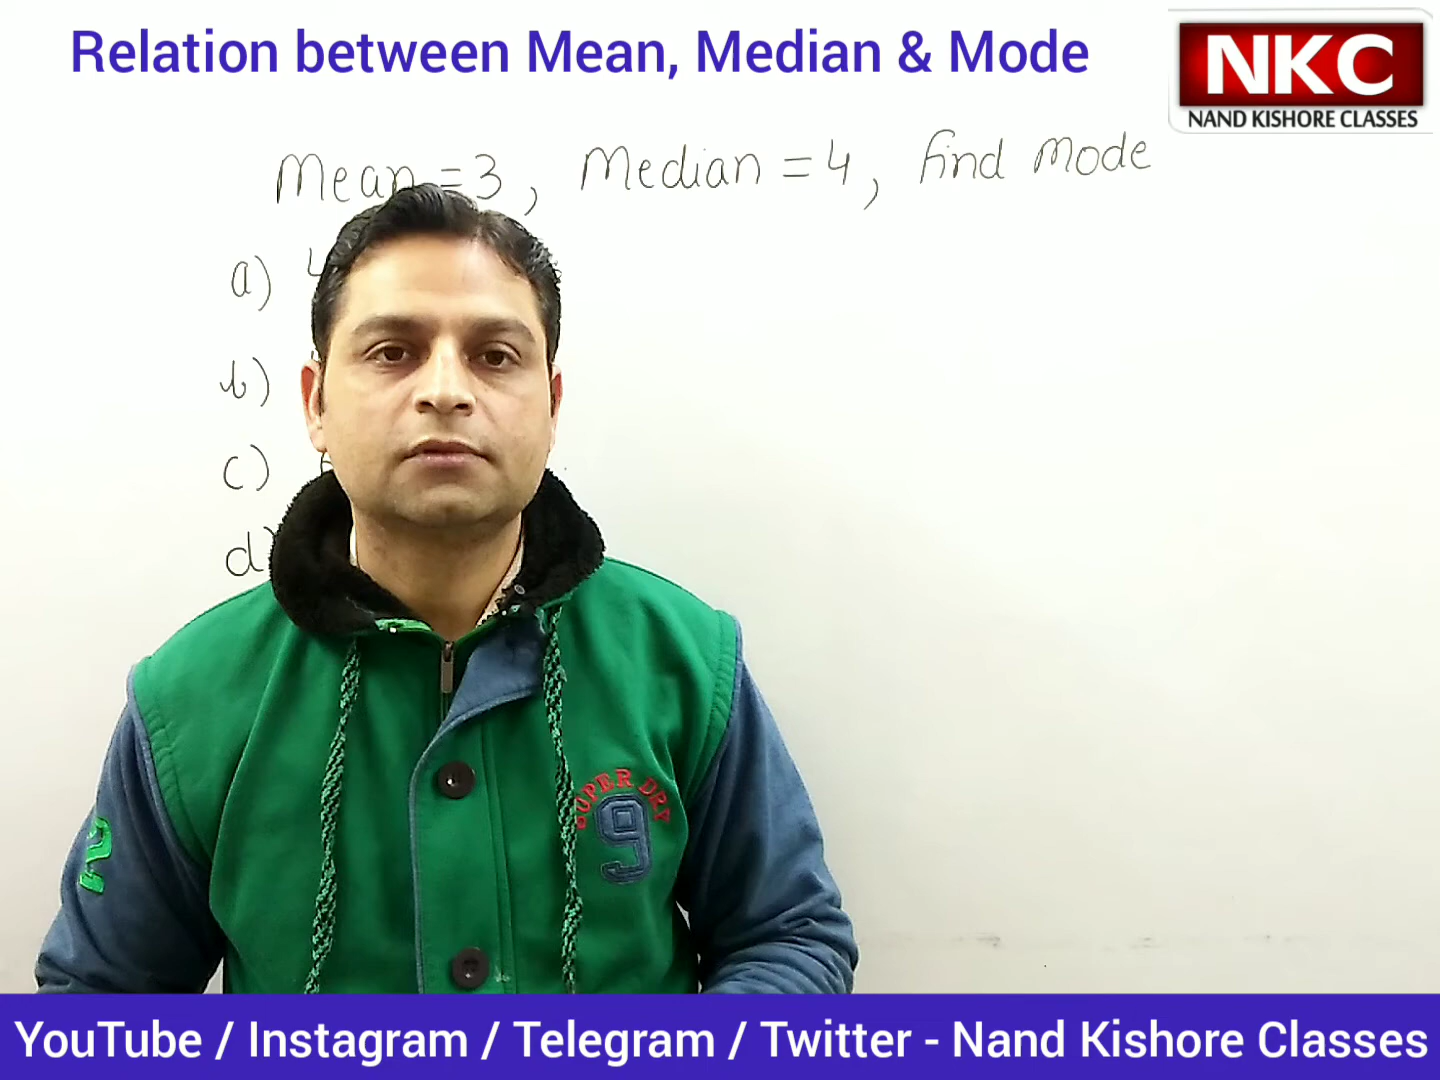 Relation between Mean, Median & Mode
NKC
NAND KISHORE CLASSES
Mean = 3, Median = 4, find Mode
a) 4
b)
c)
d)
SUPER DRY
9
2
YouTube / Instagram / Telegram / Twitter - Nand Kishore Classes